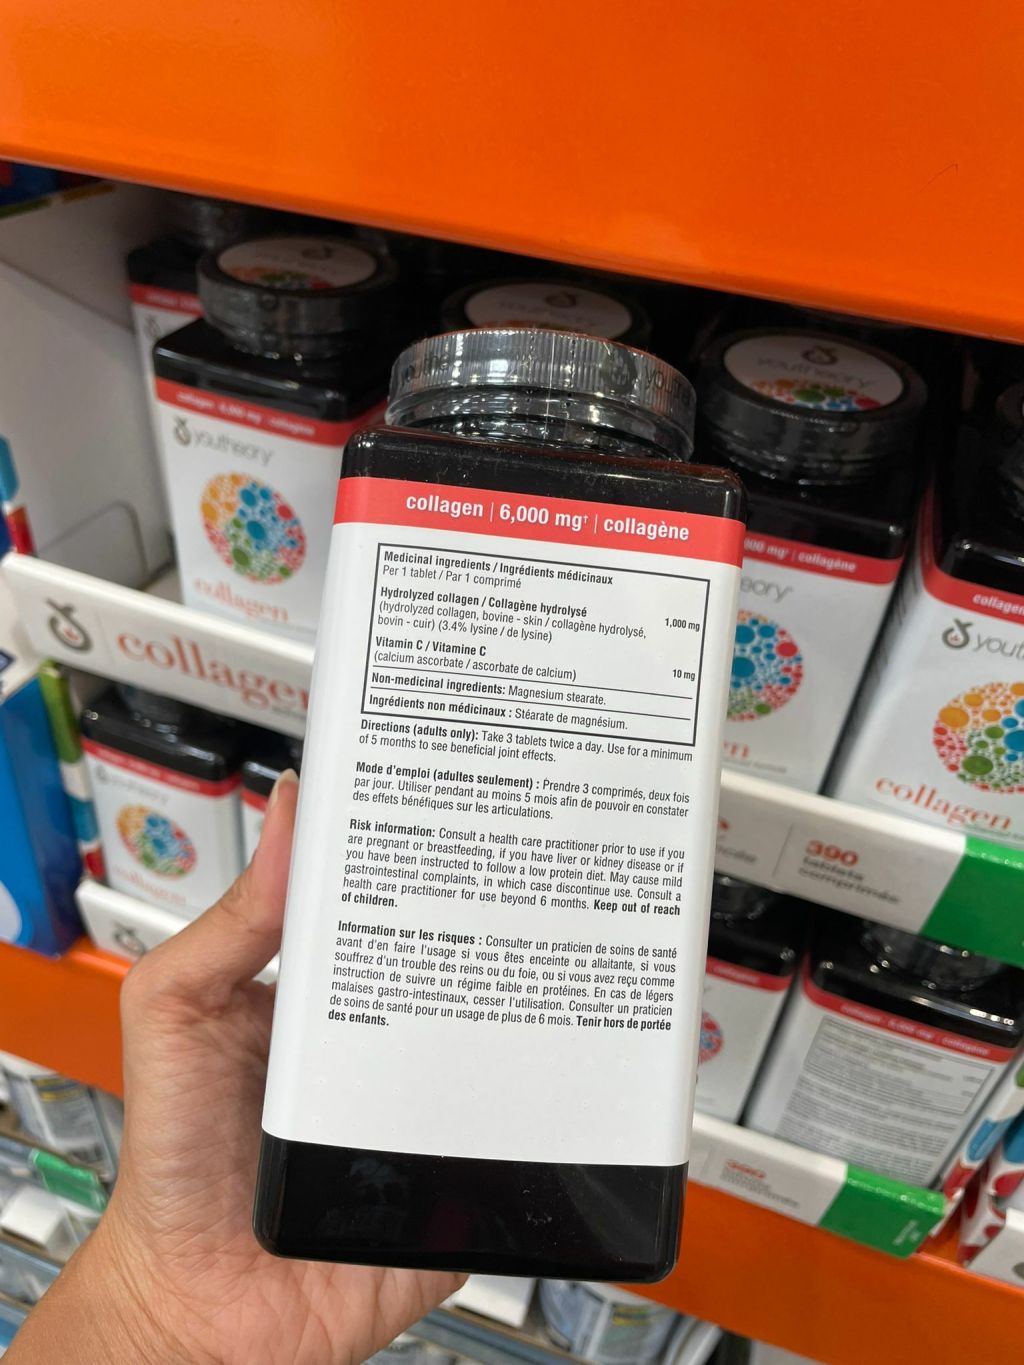 youtheory
collagen 6,000 mg collagène
youtheory
collagen
collagen
collagen | 6,000 mg† | collagène
Medicinal ingredients / Ingrédients médicinaux
Per 1 tablet / Par 1 comprimé
Hydrolyzed collagen / Collagène hydrolysé
(hydrolyzed collagen, bovine - skin / collagène hydrolysé,
bovin - cuir) (3.4% lysine / de lysine)
1,000 mg
Vitamin C / Vitamine C
(calcium ascorbate / ascorbate de calcium)
10 mg
Non-medicinal ingredients: Magnesium stearate.
Ingrédients non médicinaux : Stéarate de magnésium.
Directions (adults only): Take 3 tablets twice a day. Use for a minimum
of 5 months to see beneficial joint effects.
Mode d'emploi (adultes seulement) : Prendre 3 comprimés, deux fois
par jour. Utiliser pendant au moins 5 mois afin de pouvoir en constater
des effets bénéfiques sur les articulations.
Risk information: Consult a health care practitioner prior to use if you
are pregnant or breastfeeding, if you have liver or kidney disease or if
you have been instructed to follow a low protein diet. May cause mild
gastrointestinal complaints, in which case discontinue use. Consult a
health care practitioner for use beyond 6 months. Keep out of reach
of children.
Information sur les risques : Consulter un praticien de soins de santé
avant d'en faire l'usage si vous êtes enceinte ou allaitante, si vous
souffrez d'un trouble des reins ou du foie, ou si vous avez reçu comme
instruction de suivre un régime faible en protéines. En cas de légers
malaises gastro-intestinaux, cesser l'utilisation. Consulter un praticien
de soins de santé pour un usage de plus de 6 mois. Tenir hors de portée
des enfants.
collagen
390
tablets
comprimés